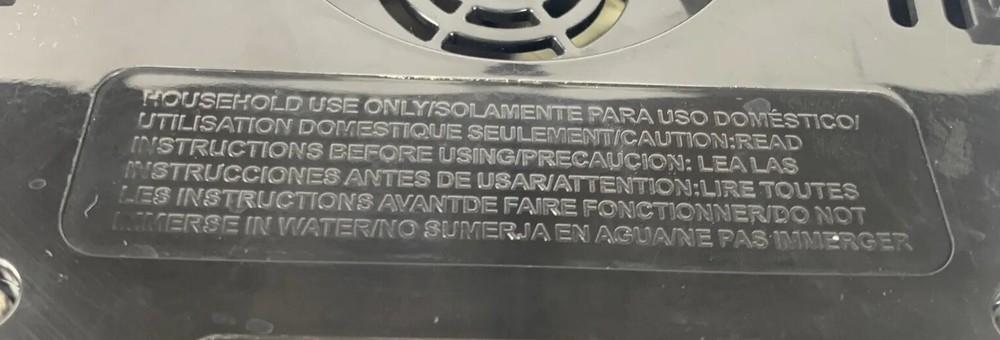 HOUSEHOLD USE ONLY/SOLAMENTE PARA USO DOMÉSTICO/
UTILISATION DOMESTIQUE SEULEMENT/CAUTION:READ
INSTRUCTIONS BEFORE USING/PRECAUCION: LEA LAS
INSTRUCCIONES ANTES DE USAR/ATTENTION:LIRE TOUTES
LES INSTRUCTIONS AVANTDE FAIRE FONCTIONNER/DO NOT
IMMERSE IN WATER/NO SUMERJA EN AGUA/NE PAS IMMERGER